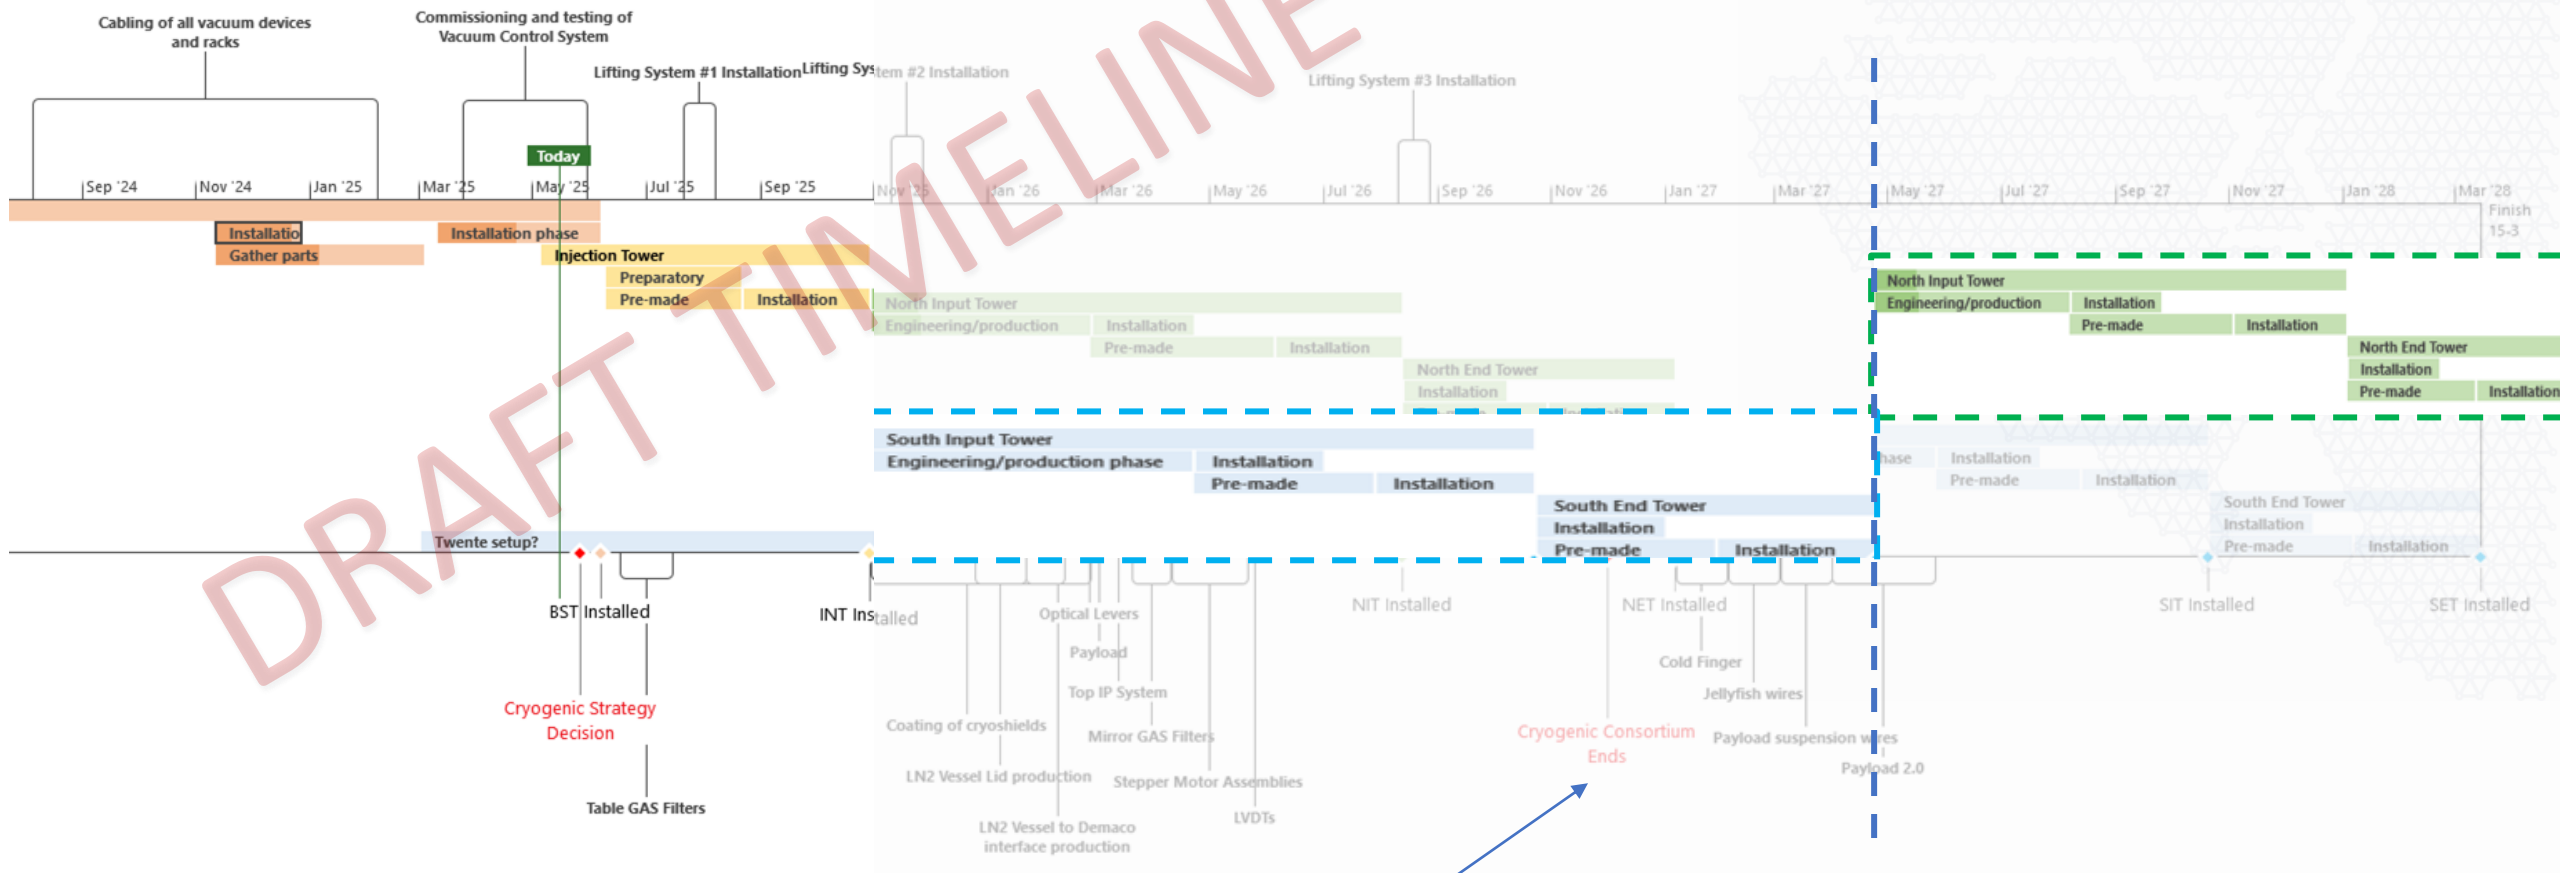 Cabling of all vacuum devices
and racks
Commissioning and testing of
Vacuum Control System
Lifting System #1 Installation
Lifting System #2 Installation
Lifting System #3 Installation
Today
Sep '24
Nov '24
Jan '25
Mar '25
May '25
Jul '25
Sep '25
Nov '25
Jan '26
Mar '26
May '26
Jul '26
Sep '26
Nov '26
Jan '27
Mar '27
May '27
Jul '27
Sep '27
Nov '27
Jan '28
Mar '28
Finish
15-3
Installatio
Installation phase
Gather parts
Injection Tower
Preparatory
Pre-made
Installation
North Input Tower
Engineering/production
Installation
Pre-made
Installation
North End Tower
Installation
North Input Tower
Engineering/production
Installation
Pre-made
Installation
North End Tower
Installation
Pre-made
Installation
DRAFT TIMELINE
South Input Tower
Engineering/production phase
Installation
Pre-made
Installation
South End Tower
Installation
Pre-made
Installation
hase
Installation
Pre-made
Installation
South End Tower
Installation
Pre-made
Installation
Twente setup?
BST Installed
INT Installed
NIT Installed
NET Installed
SIT Installed
SET Installed
Cryogenic Strategy
Decision
Table GAS Filters
Optical Levers
Payload
Top IP System
Coating of cryoshields
Mirror GAS Filters
LN2 Vessel Lid production
Stepper Motor Assemblies
LVDTs
LN2 Vessel to Demaco
interface production
Cryogenic Consortium
Ends
Cold Finger
Jellyfish wires
Payload suspension wires
Payload 2.0